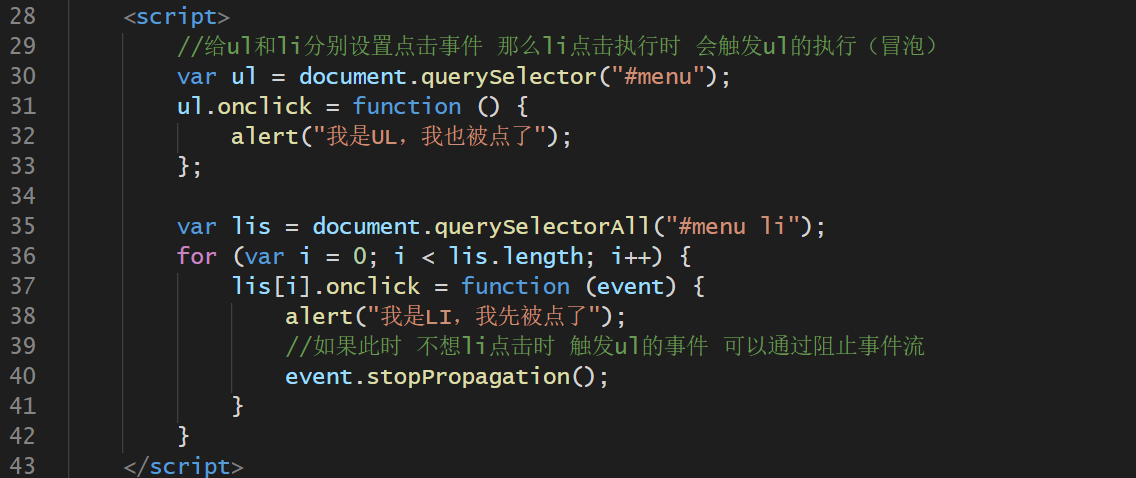 28 <script>
29 //给ul和li分别设置点击事件 那么li点击执行时 会触发ul的执行（冒泡）
30 var ul = document.querySelector("#menu");
31 ul.onclick = function () {
32 alert("我是UL，我也被点了");
33 };
34
35 var lis = document.querySelectorAll("#menu li");
36 for (var i = 0; i < lis.length; i++) {
37 lis[i].onclick = function (event) {
38 alert("我是LI，我先被点了");
39 //如果此时 不想li点击时 触发ul的事件 可以通过阻止事件流
40 event.stopPropagation();
41 }
42 }
43 </script>